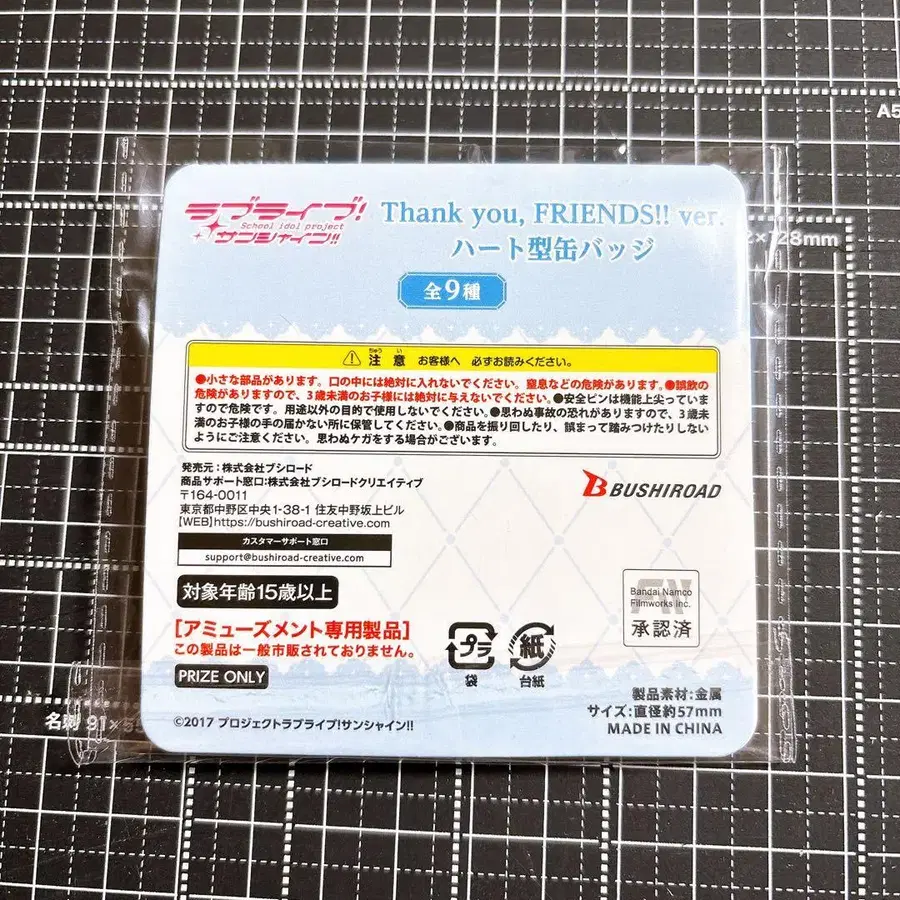 A5
ラブライブ!
School idol project
サンシャイン!!
Thank you, FRIENDS!! ver.
ハート型缶バッジ
28mm
全9種
ちゅう い
注意 お客様へ 必ずお読みください。
●小さな部品があります。口の中には絶対に入れないでください。窒息などの危険があります。●誤飲の
危険がありますので、3歳未満のお子様には絶対に与えないでください。●安全ピンは機能上尖っていま
すので危険です。用途以外の目的で使用しないでください。●思わぬ事故の恐れがありますので、3歳未
満のお子様の手の届かない所に保管してください。●商品を振り回したり、誤まって踏みつけたりしない
ようにご注意ください。思わぬケガをする場合がございます。
発売元:株式会社ブシロード
商品サポート窓口:株式会社ブシロードクリエイティブ
〒164-0011
東京都中野区中央1-38-1 住友中野坂上ビル
【WEB】https://bushiroad-creative.com
BUSHIROAD
カスタマーサポート窓口
support@bushiroad-creative.com
対象年齢15歳以上
Bandai Namco
Filmworks Inc.
承認済
[アミューズメント専用製品]
この製品は一般市販されておりません。
PRIZE ONLY
プラ
袋
紙
台紙
製品素材:金属
サイズ:直径約57mm
MADE IN CHINA
名刺 91×5
©2017 プロジェクトラブライブ!サンシャイン!!